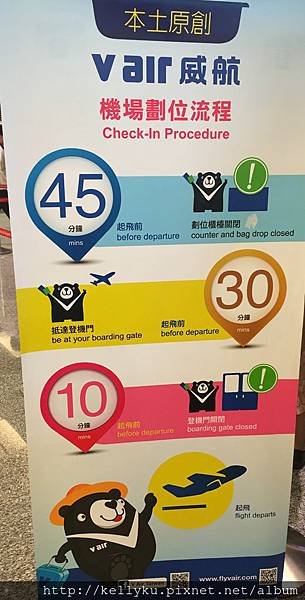 本土原創
V air 威航
機場劃位流程
Check-In Procedure
45
分鐘
mins
起飛前
before departure
劃位櫃檯關閉
counter and bag drop closed
30
分鐘
mins
抵達登機門
be at your boarding gate
起飛前
before departure
10
分鐘
mins
起飛前
before departure
登機門關閉
boarding gate closed
起飛
flight departs
V air
www.flyvair.com
http://kellyku.pixnet.net/album